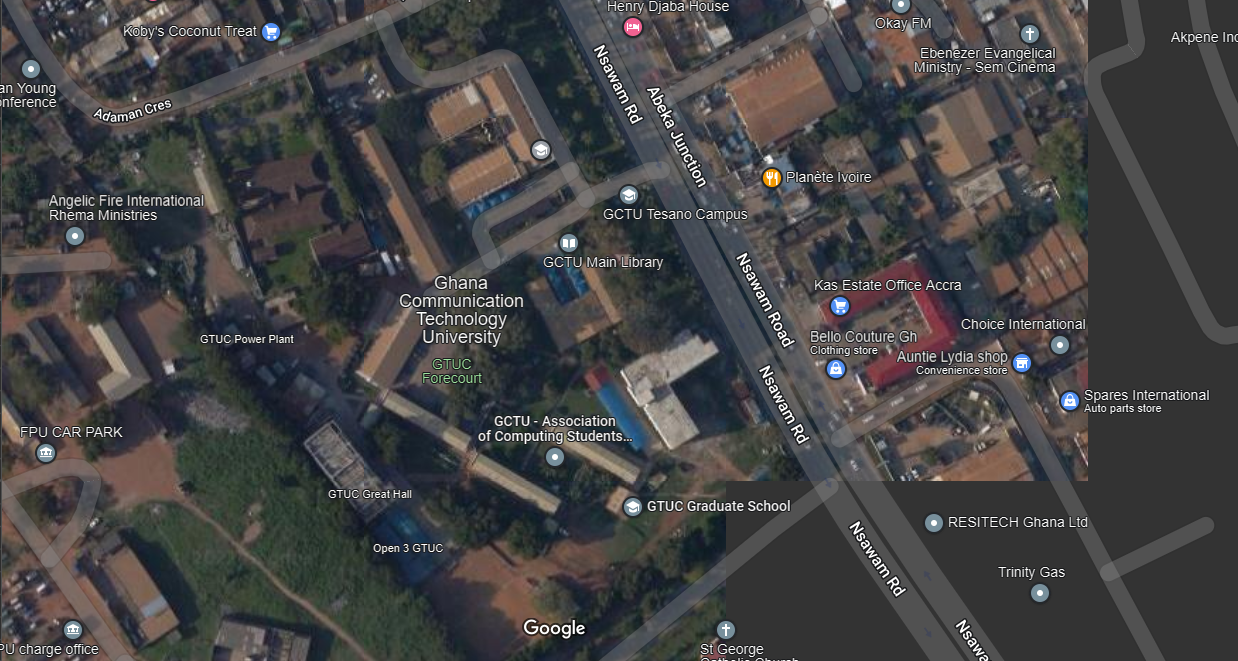 Henry Djaba House
Koby's Coconut Treat
Okay FM
Ebenezer Evangelical
Ministry - Sem Cinema
Akpene Inc
an Young
onference
Adaman Cres
Nsawam Rd
Abeka Junction
Planète Ivoire
Angelic Fire International
Rhema Ministries
GCTU Tesano Campus
GCTU Main Library
Nsawam Road
Ghana
Communication
Technology
University
Kas Estate Office Accra
GTUC Power Plant
Bello Couture Gh
Clothing store
Choice International
Auntie Lydia shop
Convenience store
GTUC
Forecourt
Nsawam Rd
Spares International
Auto parts store
FPU CAR PARK
GCTU - Association
of Computing Students...
GTUC Great Hall
GTUC Graduate School
RESITECH Ghana Ltd
Open 3 GTUC
Nsawam Rd
Trinity Gas
Google
Nsawa
PU charge office
St George
Catholic Church